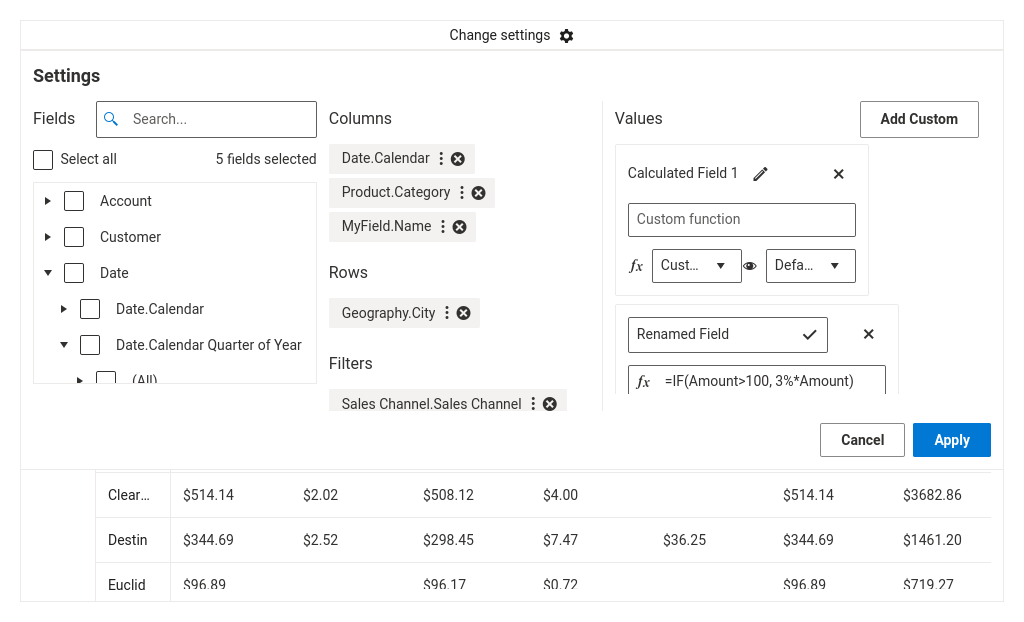 Change settings
Settings
Fields
Search...
Select all
5 fields selected
Account
Customer
Date
Date.Calendar
Date.Calendar Quarter of Year
(All)
Columns
Date.Calendar
Product.Category
MyField.Name
Rows
Geography.City
Filters
Sales Channel.Sales Channel
Values
Add Custom
Calculated Field 1
Custom function
fx Cust... Defa...
Renamed Field
fx =IF(Amount>100, 3%*Amount)
Cancel Apply
Clear... $514.14 $2.02 $508.12 $4.00 $514.14 $3682.86
Destin $344.69 $2.52 $298.45 $7.47 $36.25 $344.69 $1461.20
Euclid $96.89 $96.17 $0.72 $96.89 $719.27